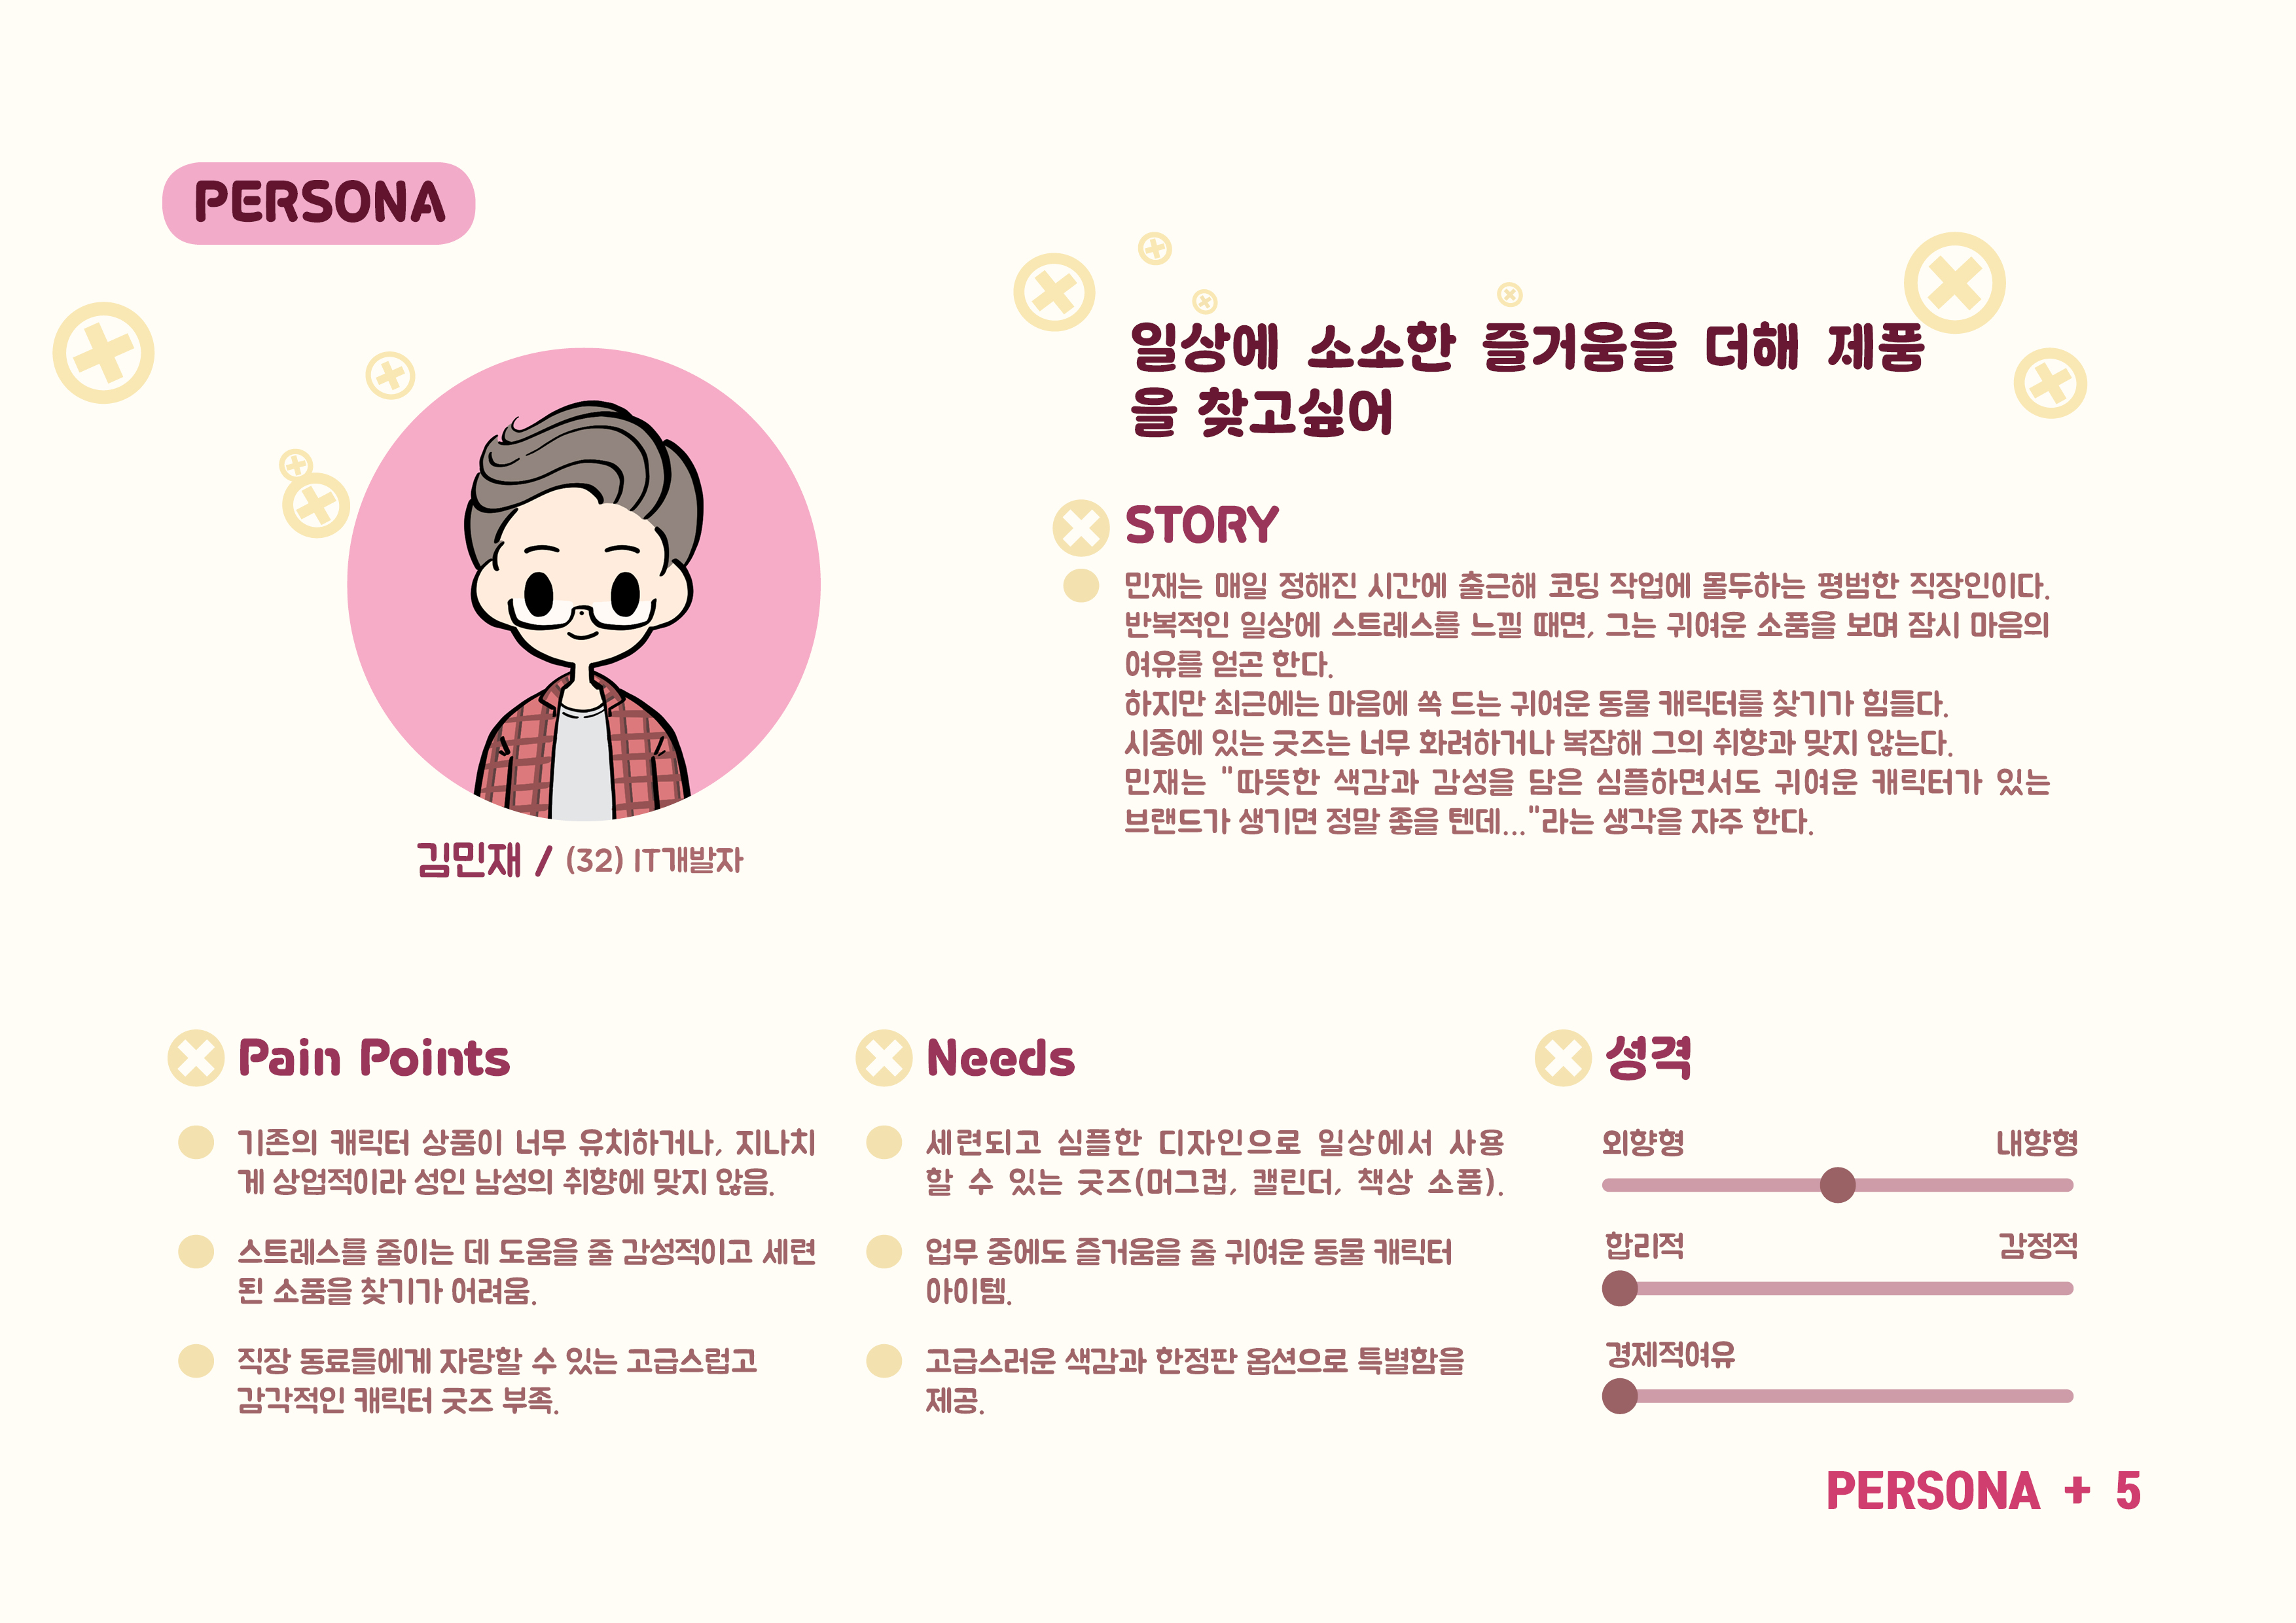 PERSONA
일상에 소소한 즐거움을 더해 제품
을 찾고싶어
STORY
민재는 매일 정해진 시간에 출근해 코딩 작업에 몰두하는 평범한 직장인이다.
반복적인 일상에 스트레스를 느낄 때면, 그는 귀여운 소품을 보며 잠시 마음의
여유를 얻곤 한다.
하지만 최근에는 마음에 쏙 드는 귀여운 동물 캐릭터를 찾기가 힘들다.
시중에 있는 굿즈는 너무 화려하거나 복잡해 그의 취향과 맞지 않는다.
민재는 "따뜻한 색감과 감성을 담은 심플하면서도 귀여운 캐릭터가 있는
브랜드가 생기면 정말 좋을 텐데..."라는 생각을 자주 한다.
김민재 / (32) IT개발자
Pain Points
기존의 캐릭터 상품이 너무 유치하거나, 지나치
게 상업적이라 성인 남성의 취향에 맞지 않음.
스트레스를 줄이는 데 도움을 줄 감성적이고 세련
된 소품을 찾기가 어려움.
직장 동료들에게 자랑할 수 있는 고급스럽고
감각적인 캐릭터 굿즈 부족.
Needs
세련되고 심플한 디자인으로 일상에서 사용
할 수 있는 굿즈(머그컵, 캘린더, 책상 소품).
업무 중에도 즐거움을 줄 귀여운 동물 캐릭터
아이템.
고급스러운 색감과 한정판 옵션으로 특별함을
제공.
성격
외향형 내향형
합리적 감정적
경제적여유
PERSONA + 5